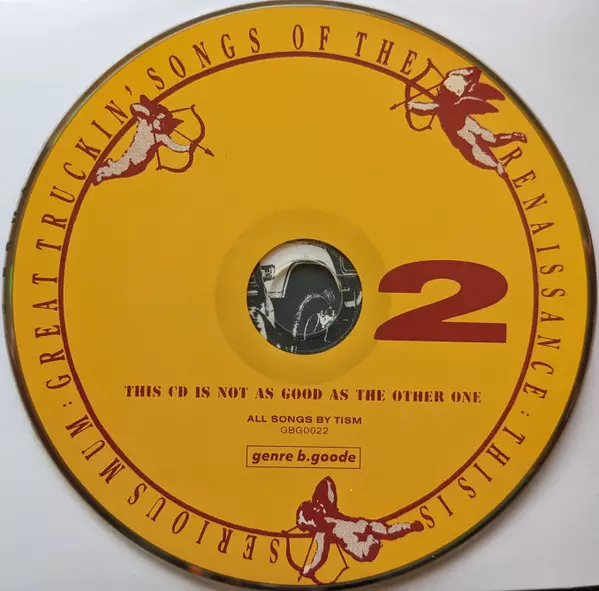 GREAT TRUCKIN' SONGS OF THE RENAISSANCE: THIS IS SERIOUS MUM:
2
THIS CD IS NOT AS GOOD AS THE OTHER ONE
ALL SONGS BY TISM
GBG0022
genre b.goode